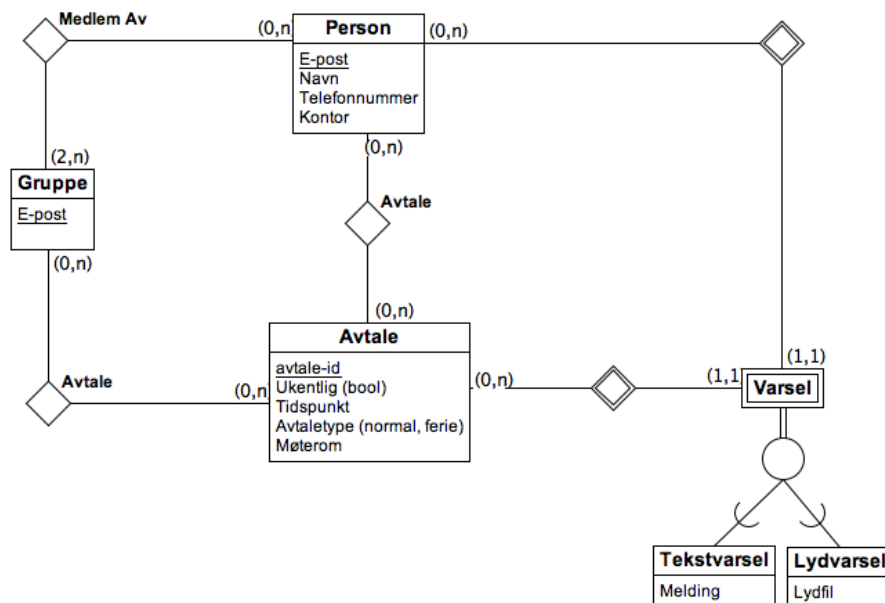 Medlem Av
(0,n)
Person
(0,n)
E-post
Navn
Telefonnummer
Kontor
(0,n)
(2,n)
Gruppe
E-post
(0,n)
Avtale
(0,n)
Avtale
avtale-id
Ukentlig (bool)
Tidspunkt
Avtaletype (normal, ferie)
Møterom
Avtale
(0,n)
(0,n)
(1,1)
(1,1)
Varsel
Tekstvarsel
Melding
Lydvarsel
Lydfil